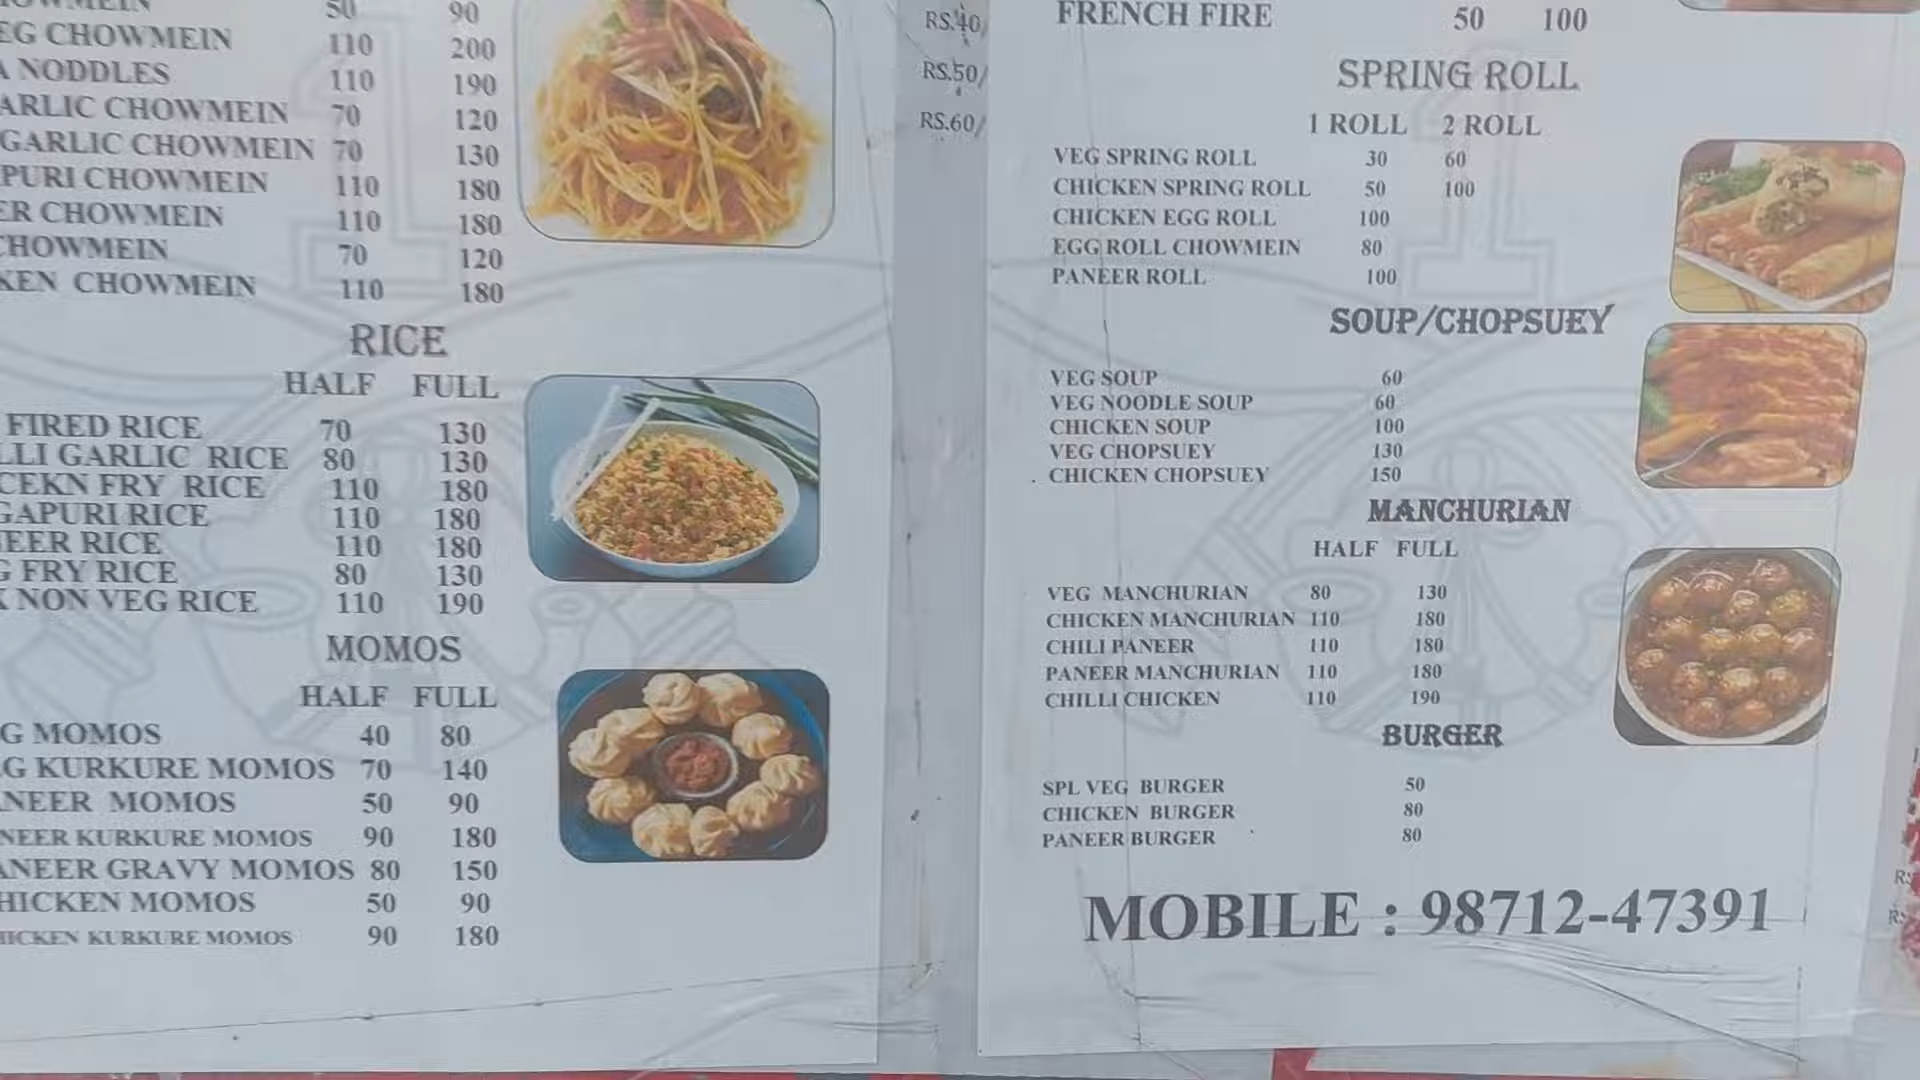 50 90
EG CHOWMEIN 110 200
A NODDLES 110 190
ARLIC CHOWMEIN 70 120
GARLIC CHOWMEIN 70 130
PURI CHOWMEIN 110 180
ER CHOWMEIN 110 180
CHOWMEIN 70 120
KEN CHOWMEIN 110 180
RICE
HALF FULL
FIRED RICE 70 130
LLI GARLIC RICE 80 130
CEKN FRY RICE 110 180
GAPURI RICE 110 180
NEER RICE 110 180
G FRY RICE 80 130
X NON VEG RICE 110 190
MOMOS
HALF FULL
G MOMOS 40 80
G KURKURE MOMOS 70 140
NEER MOMOS 50 90
NEER KURKURE MOMOS 90 180
ANEER GRAVY MOMOS 80 150
HICKEN MOMOS 50 90
HICKEN KURKURE MOMOS 90 180
RS.40/
RS.50/
RS.60/
FRENCH FIRE 50 100
SPRING ROLL
1 ROLL 2 ROLL
VEG SPRING ROLL 30 60
CHICKEN SPRING ROLL 50 100
CHICKEN EGG ROLL 100
EGG ROLL CHOWMEIN 80
PANEER ROLL 100
SOUP/CHOPSUEY
VEG SOUP 60
VEG NOODLE SOUP 60
CHICKEN SOUP 100
VEG CHOPSUEY 130
CHICKEN CHOPSUEY 150
MANCHURIAN
HALF FULL
VEG MANCHURIAN 80 130
CHICKEN MANCHURIAN 110 180
CHILI PANEER 110 180
PANEER MANCHURIAN 110 180
CHILLI CHICKEN 110 190
BURGER
SPL VEG BURGER 50
CHICKEN BURGER 80
PANEER BURGER 80
MOBILE : 98712-47391